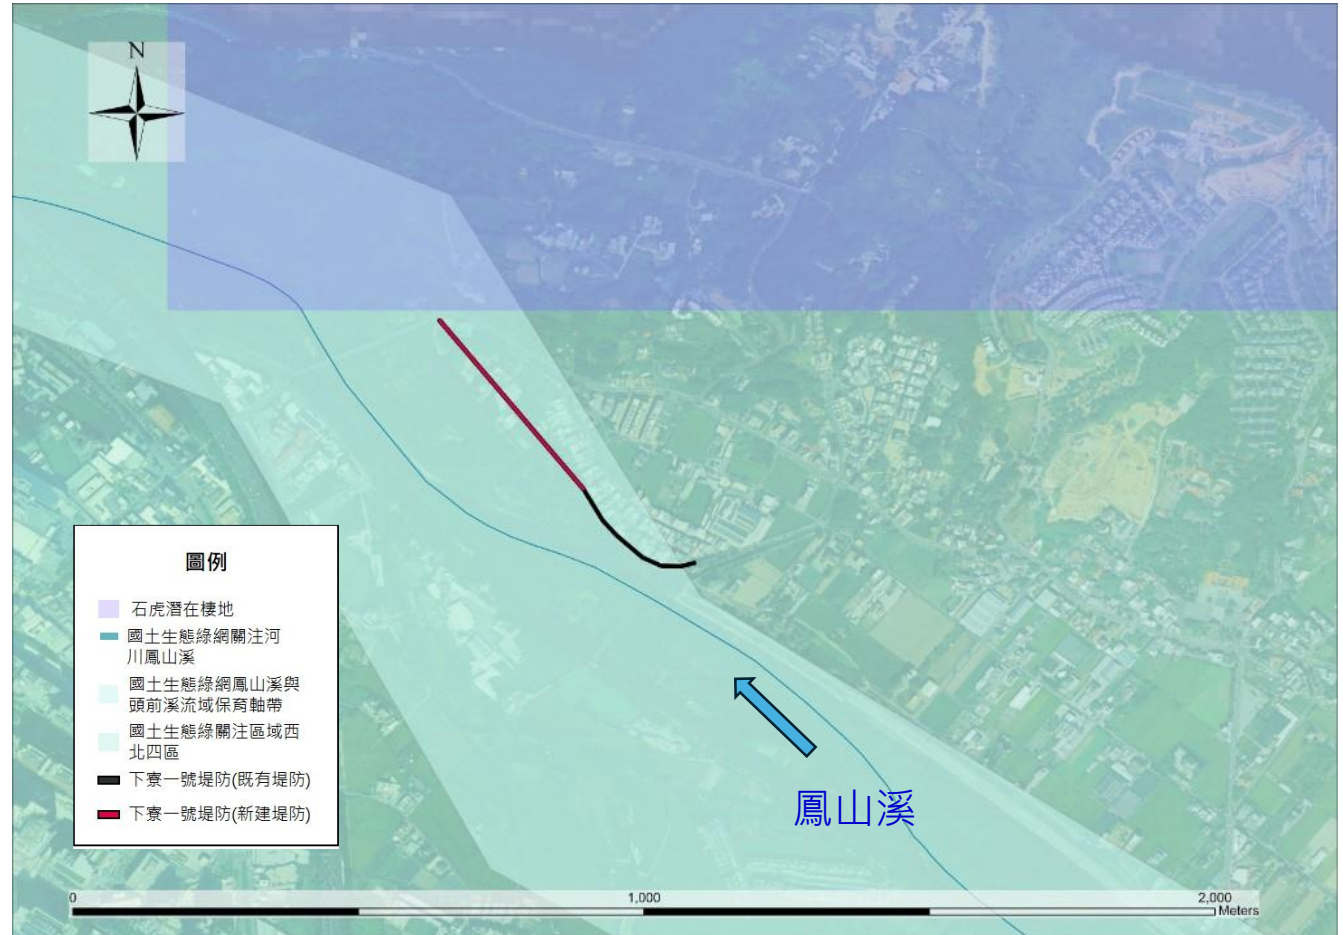 N
圖例
石虎潛在棲地
國土生態綠網關注河
川鳳山溪
國土生態綠網鳳山溪與
頭前溪流域保育軸帶
國土生態綠關注區域西
北四區
下寮一號堤防(既有堤防)
下寮一號堤防(新建堤防)
鳳山溪
0
1,000
2,000
Meters